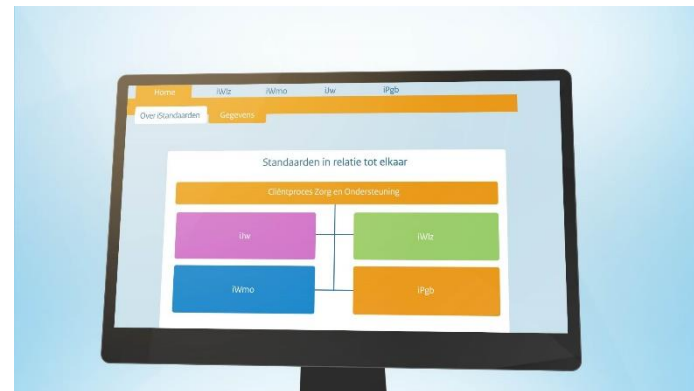 Home iWlz iWmo iJw iPgb
Over iStandaarden Gegevens
Standaarden in relatie tot elkaar
Cliëntproces Zorg en Ondersteuning
iJw iWlz
iWmo iPgb